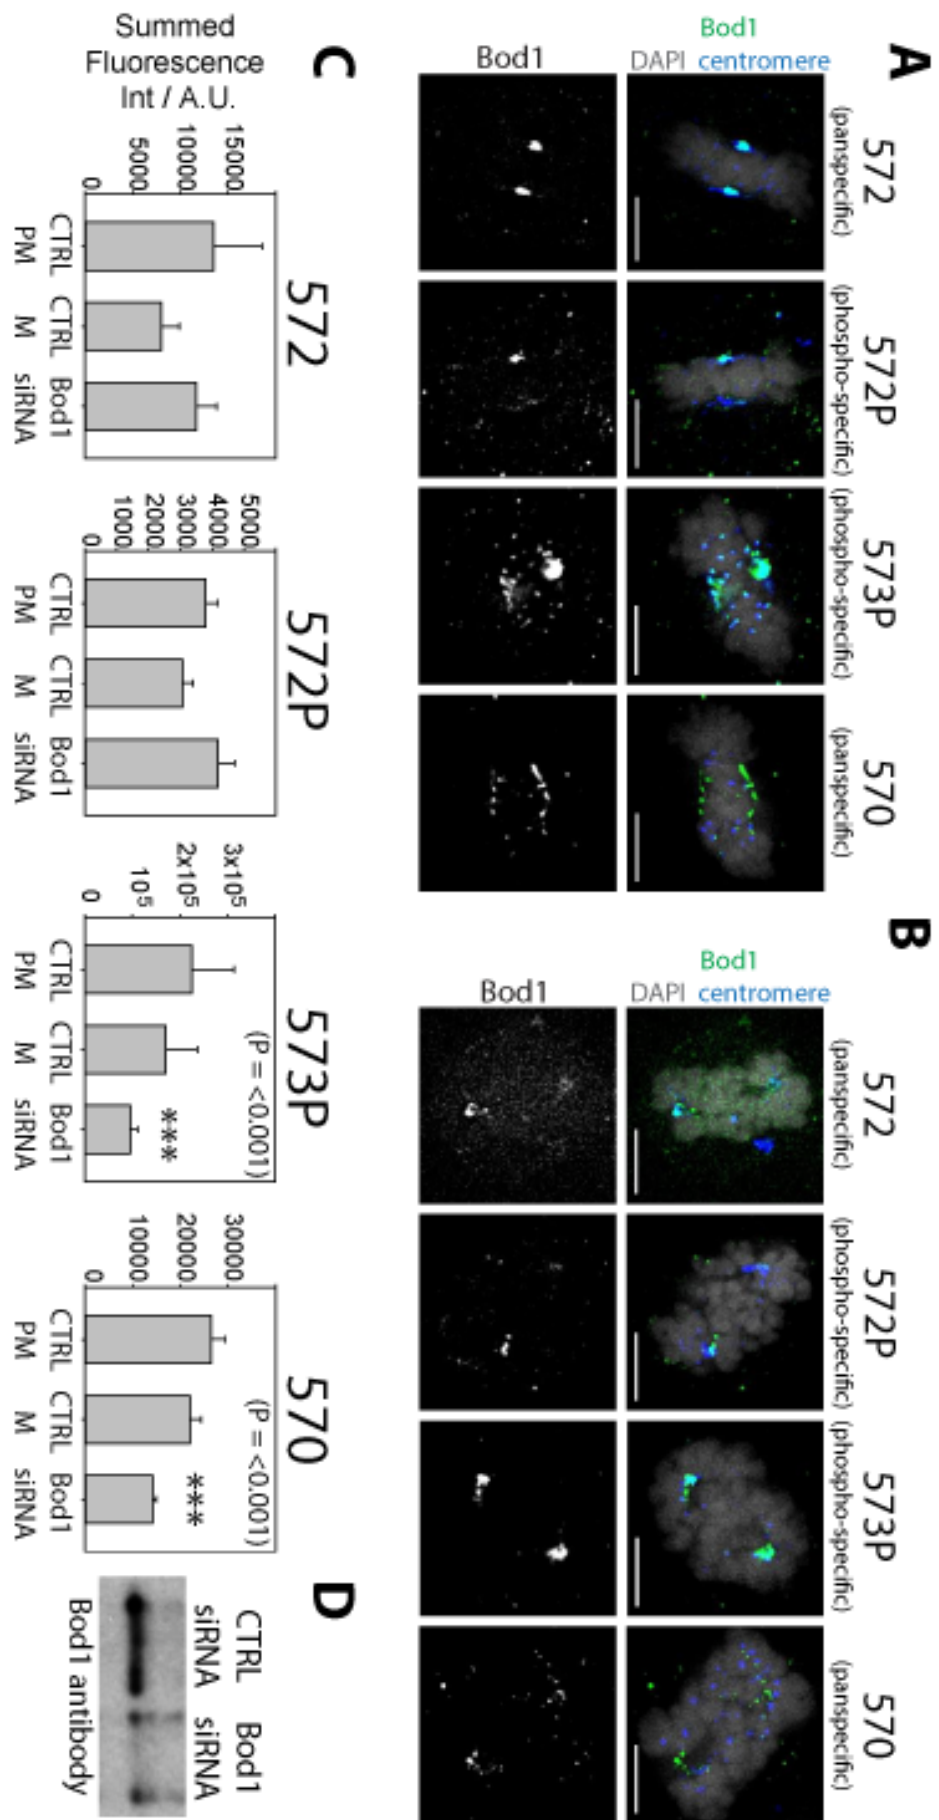 A
572
(panspecific)
572P
(phospho-specific)
573P
(phospho-specific)
570
(panspecific)
Bod1
DAPI centromere
Bod1
B
572
(panspecific)
572P
(phospho-specific)
573P
(phospho-specific)
570
(panspecific)
Bod1
DAPI centromere
Bod1
C
Summed
Fluorescence
Int / A.U.
572
15000
10000
5000
0
CTRL CTRL Bod1
PM M siRNA
572P
5000
4000
3000
2000
1000
0
CTRL CTRL Bod1
PM M siRNA
573P
(P = <0.001)
3x10⁵
2x10⁵
10⁵
0
***
CTRL CTRL Bod1
PM M siRNA
570
(P = <0.001)
30000
20000
10000
0
***
CTRL CTRL Bod1
PM M siRNA
D
CTRL Bod1
siRNA siRNA
Bod1 antibody